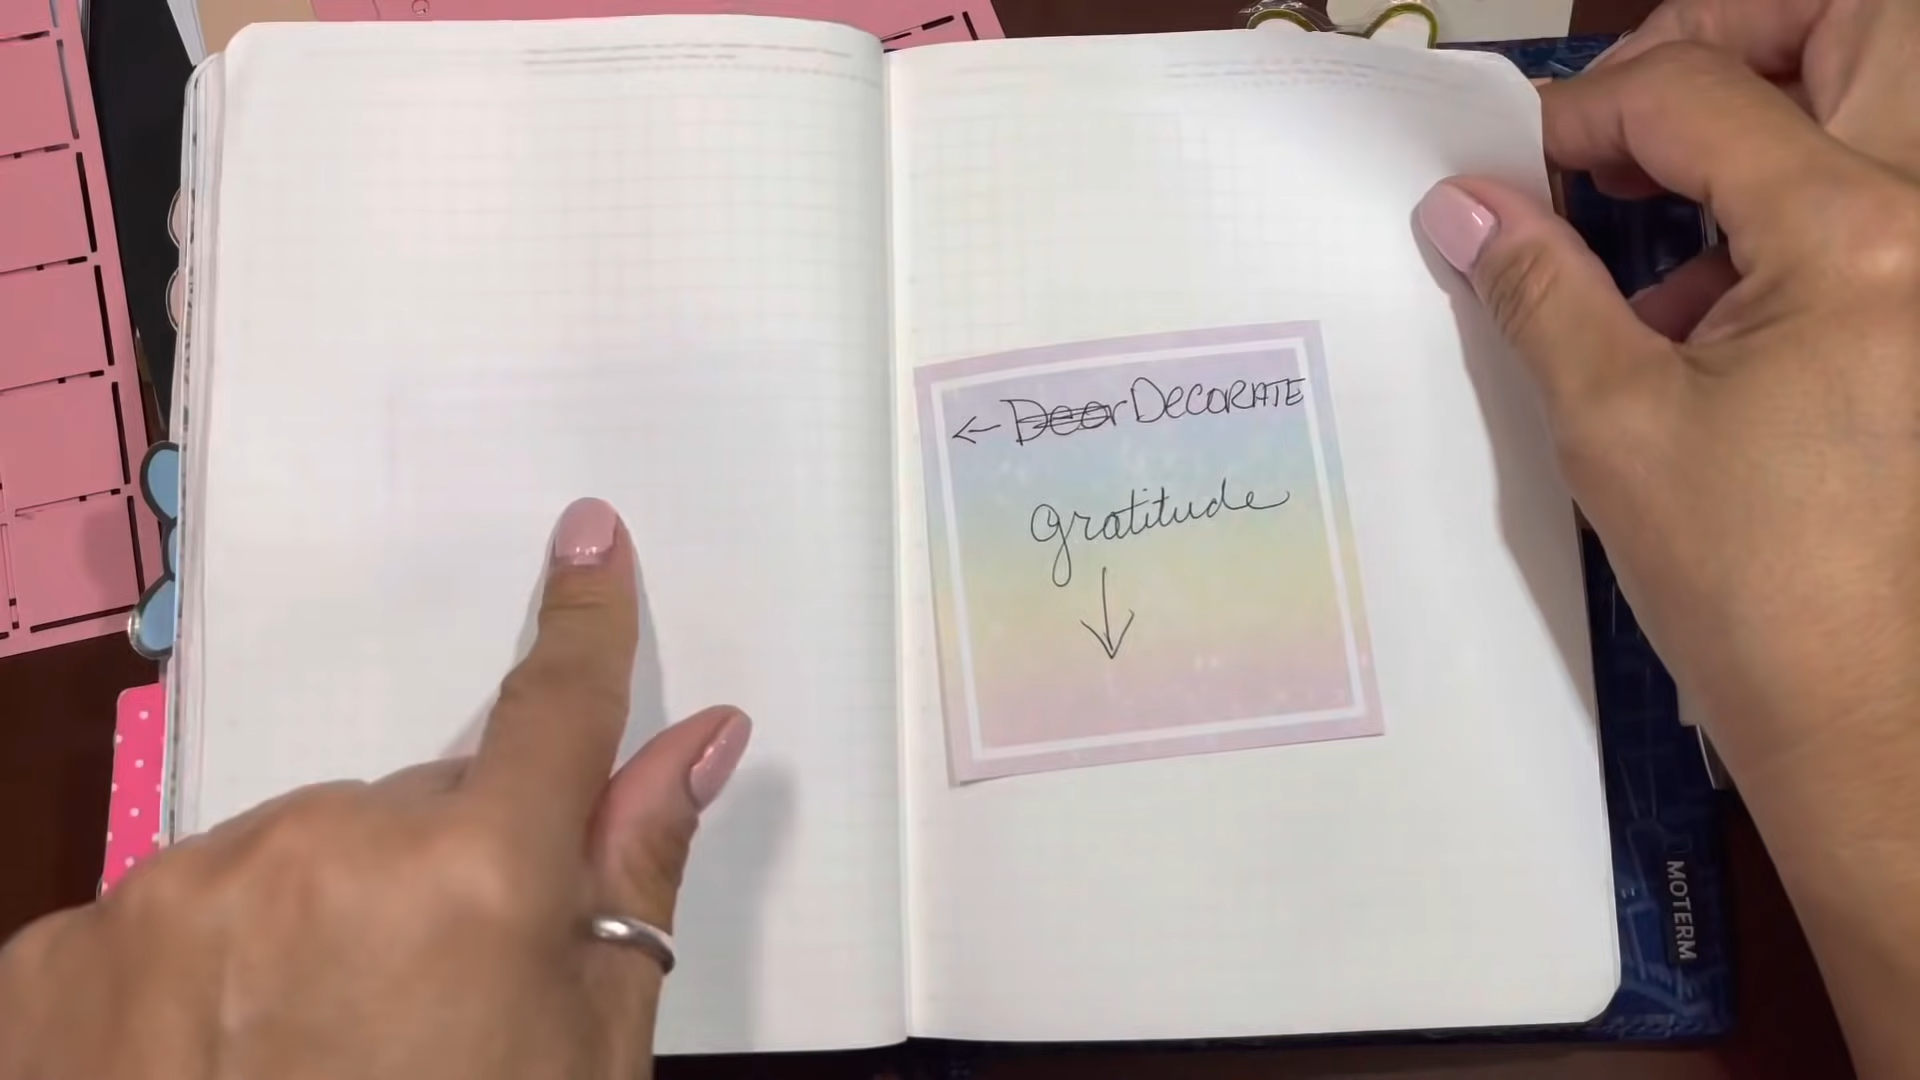 ← Deor DECORATE
gratitude
↓
MOTERM